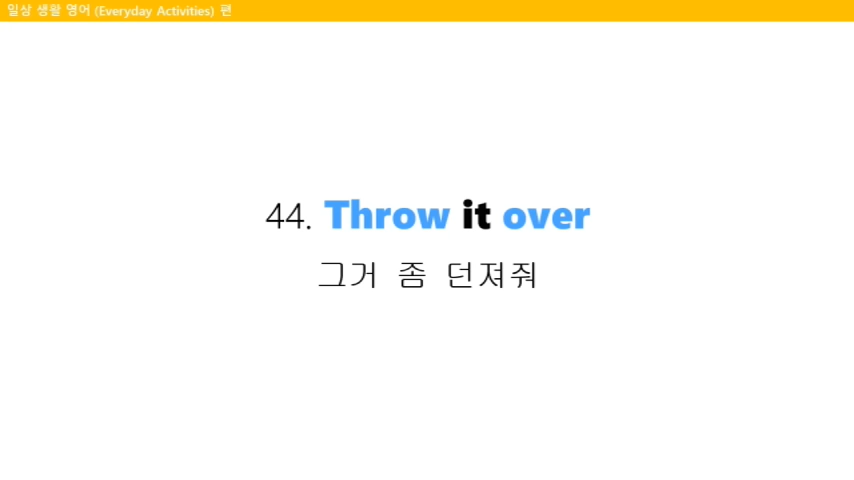 일상 생활 영어 (Everyday Activities) 편
44. Throw it over
그거 좀 던져줘